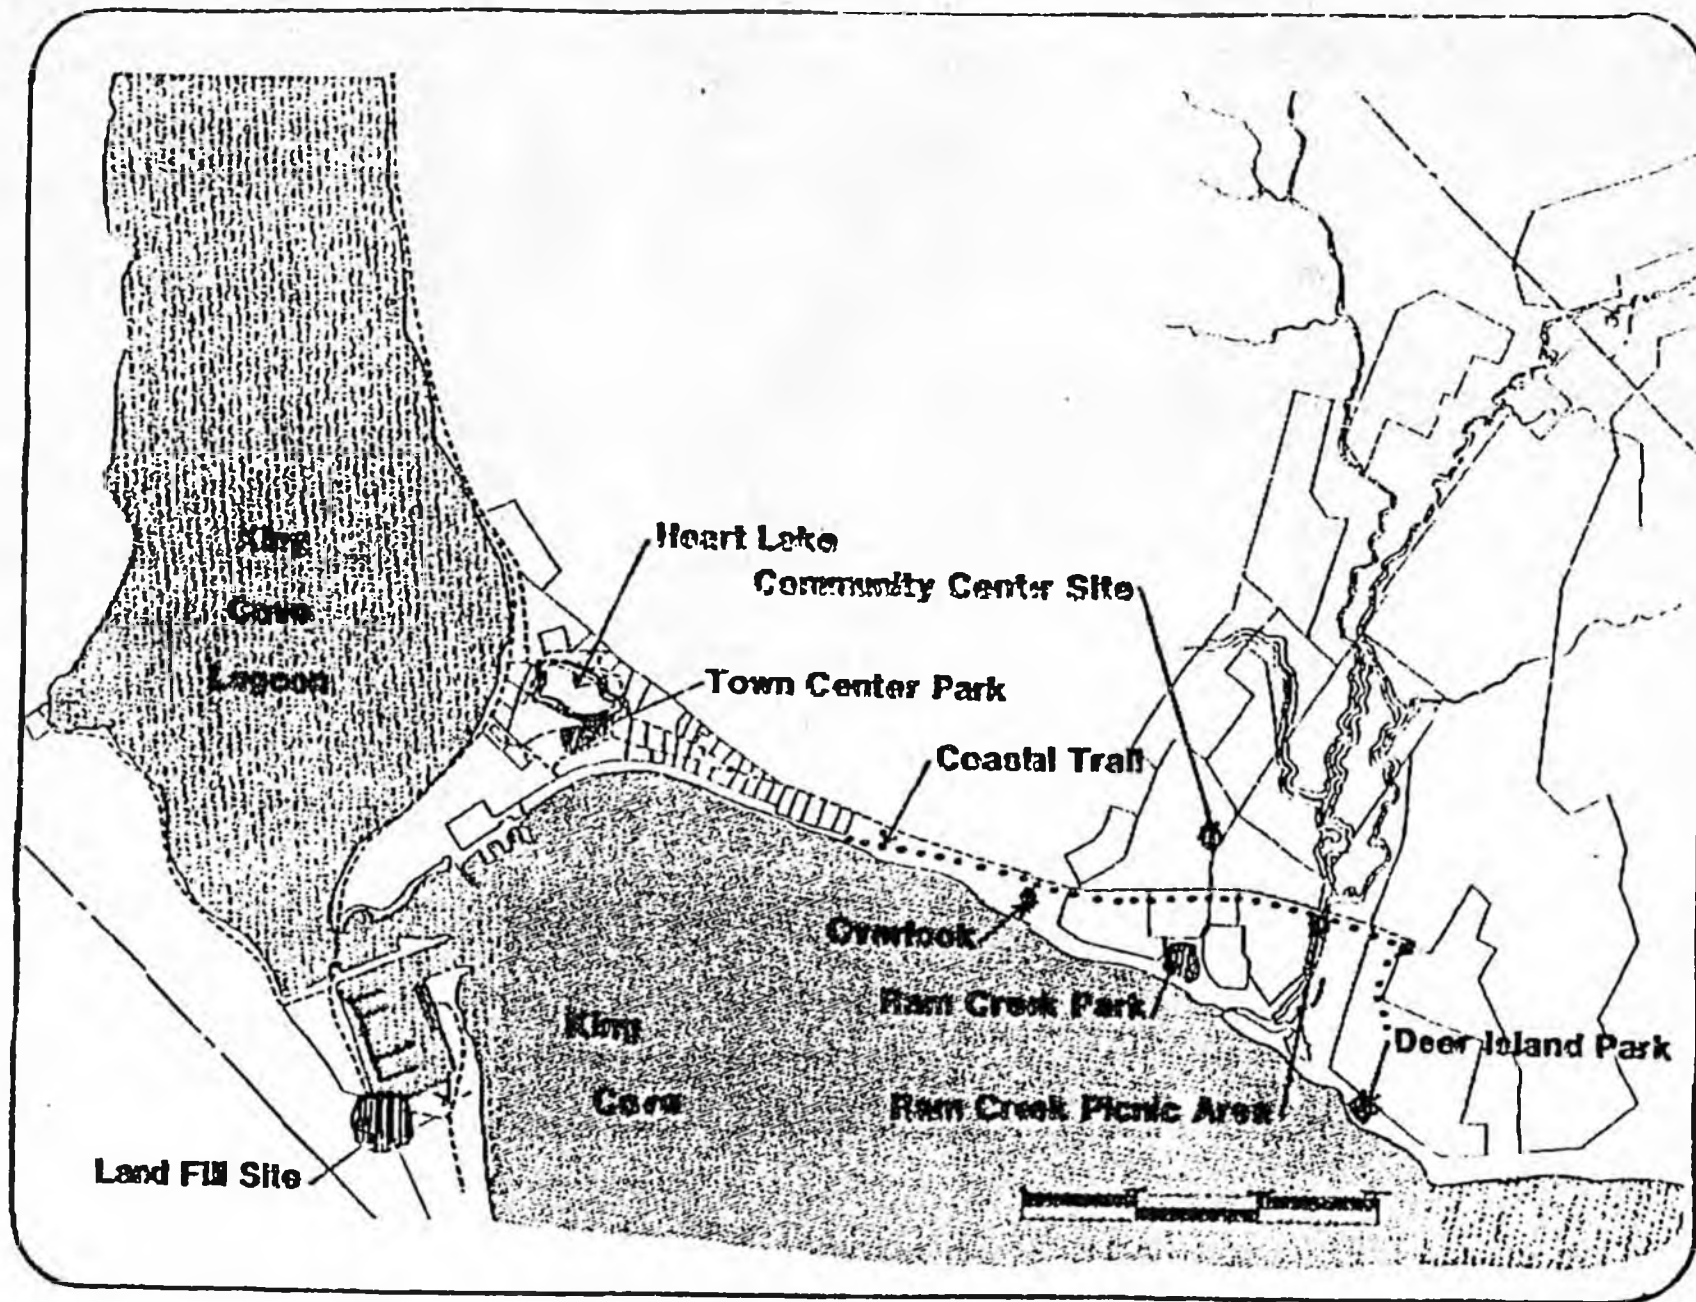 Heart Lake
Community Center Site
King
Cove
Lagoon
Town Center Park
Coastal Trail
Overlook
Ram Creek Park
King
Cove
Deer Island Park
Ram Creek Picnic Area
Land Fill Site